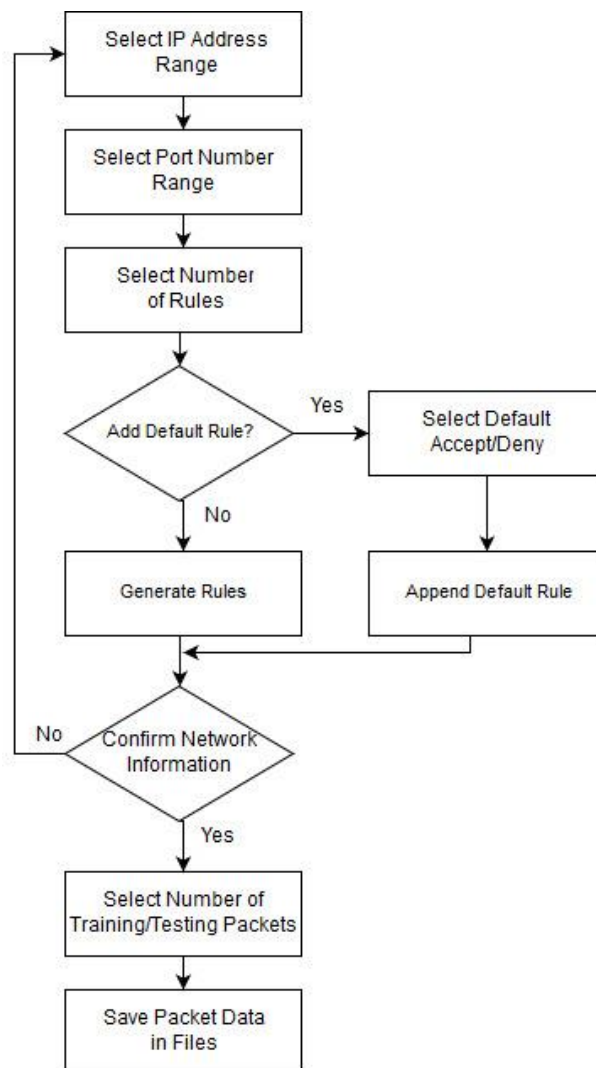 Select IP Address
Range
Select Port Number
Range
Select Number
of Rules
Add Default Rule?
Yes
Select Default
Accept/Deny
No
Generate Rules
Append Default Rule
No
Confirm Network
Information
Yes
Select Number of
Training/Testing Packets
Save Packet Data
in Files